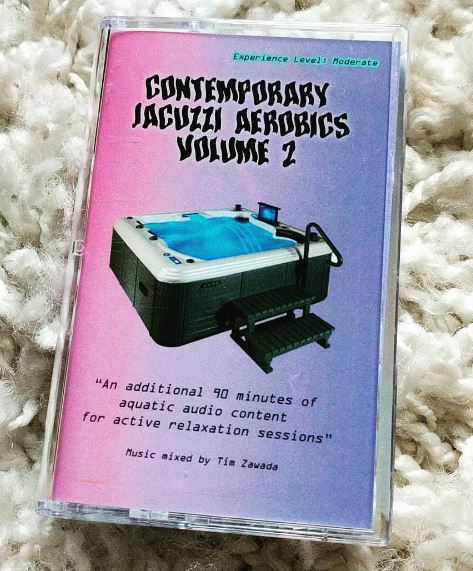 Experience Level: Moderate
CONTEMPORARY
JACUZZI AEROBICS
VOLUME 2
"An additional 90 minutes of
aquatic audio content
for active relaxation sessions"
Music mixed by Tim Zawada